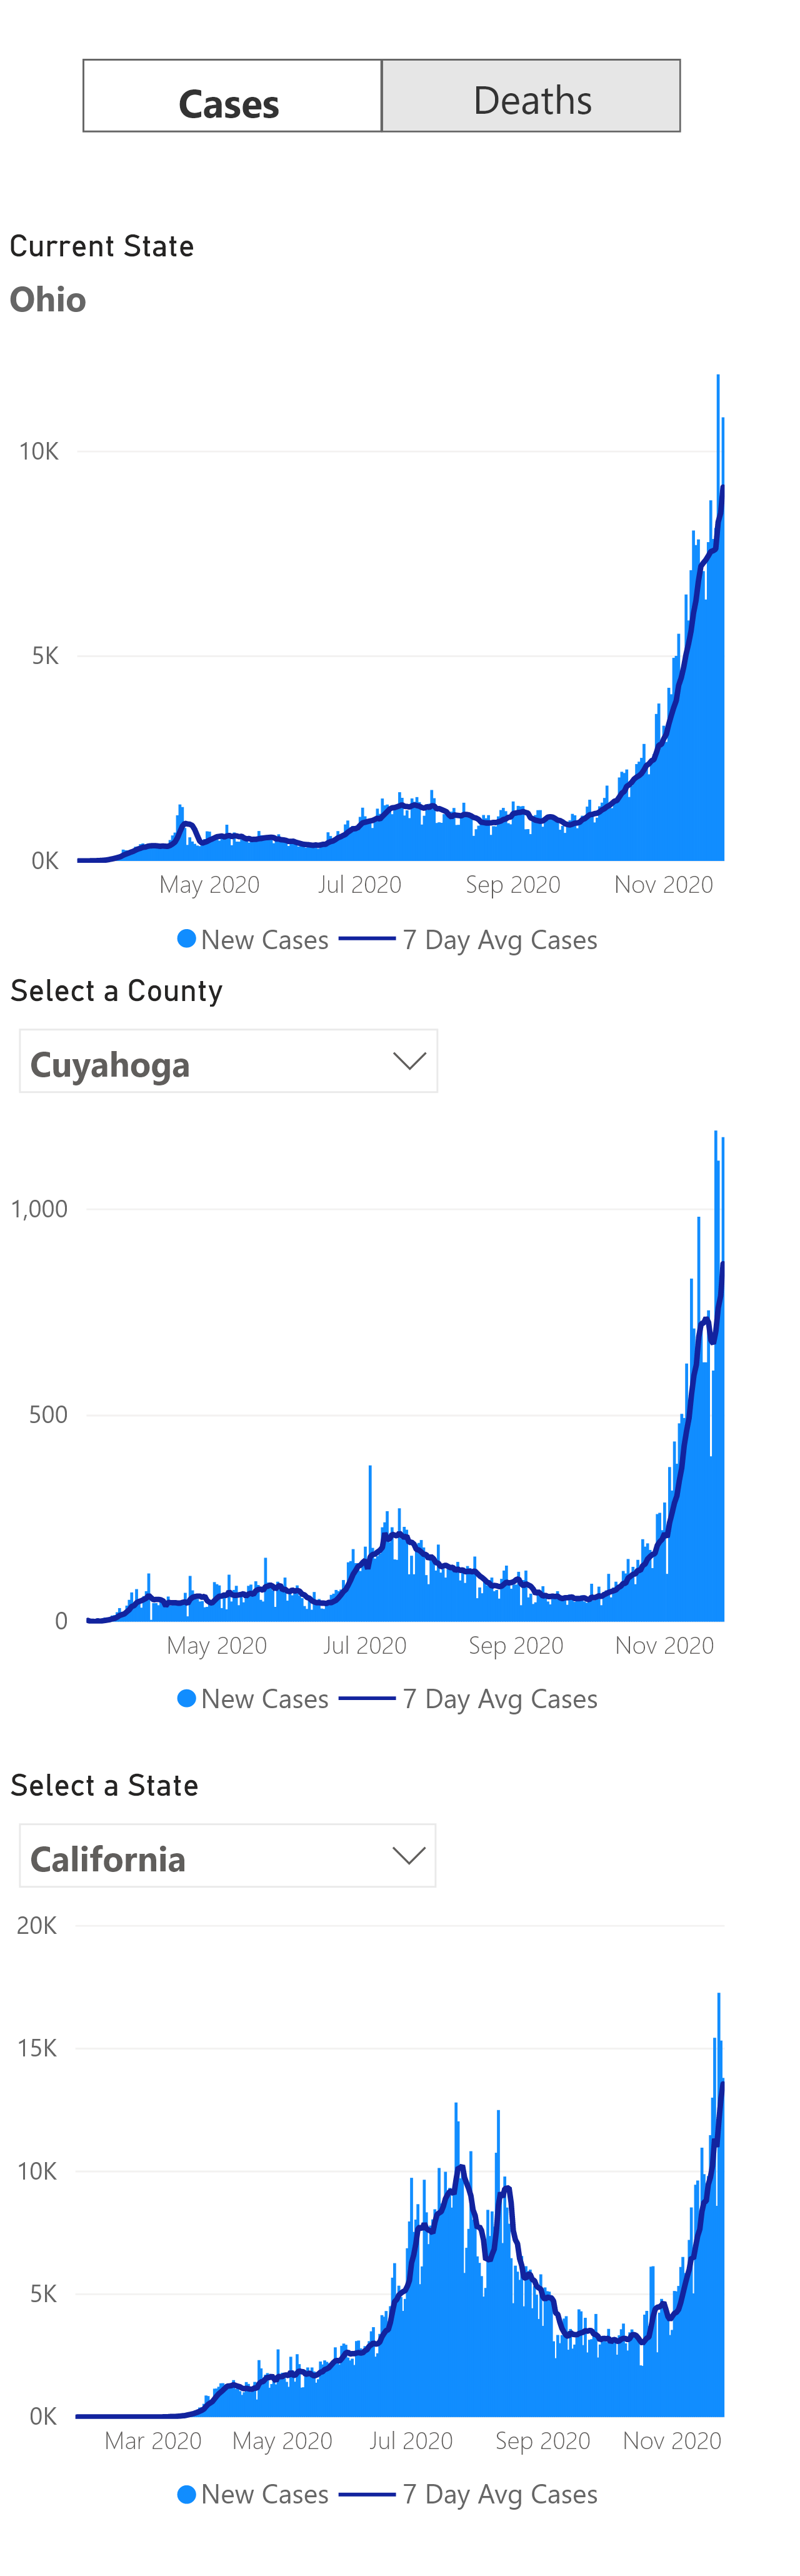 Cases Deaths
Current State
Ohio
10K
5K
0K
May 2020 Jul 2020 Sep 2020 Nov 2020
New Cases 7 Day Avg Cases
Select a County
Cuyahoga
1,000
500
0
May 2020 Jul 2020 Sep 2020 Nov 2020
New Cases 7 Day Avg Cases
Select a State
California
20K
15K
10K
5K
0K
Mar 2020 May 2020 Jul 2020 Sep 2020 Nov 2020
New Cases 7 Day Avg Cases